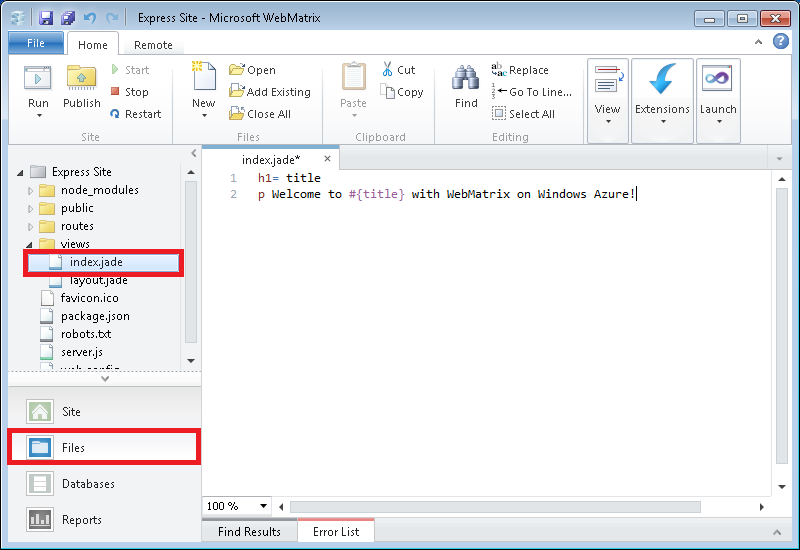 Express Site - Microsoft WebMatrix
File Home Remote
Run
Publish
Start
Stop
Restart
Site
New
Open
Add Existing
Close All
Files
Paste
Cut
Copy
Clipboard
Find
Replace
Go To Line...
Select All
Editing
View
Extensions
Launch
Express Site
node_modules
public
routes
views
index.jade
layout.jade
favicon.ico
package.json
robots.txt
server.js
web.config
Site
Files
Databases
Reports
index.jade*
1 h1= title
2 p Welcome to #{title} with WebMatrix on Windows Azure!
100 %
Find Results Error List